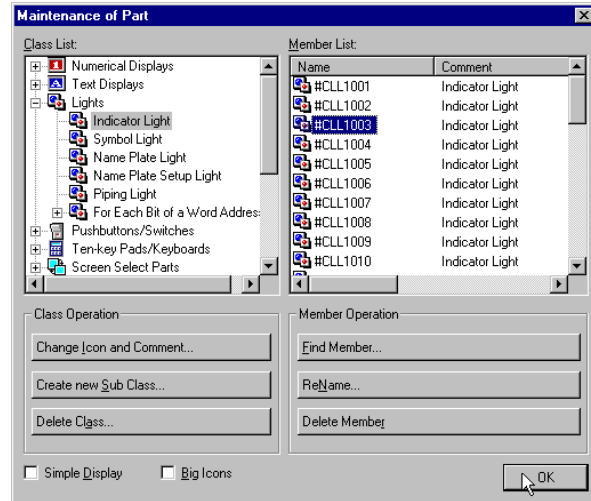 Maintenance of Part
Class List:
Numerical Displays
Text Displays
Lights
Indicator Light
Symbol Light
Name Plate Light
Name Plate Setup Light
Piping Light
For Each Bit of a Word Addres
Pushbuttons/Switches
Ten-key Pads/Keyboards
Screen Select Parts
Member List:
Name Comment
#CLL1001 Indicator Light
#CLL1002 Indicator Light
#CLL1003 Indicator Light
#CLL1004 Indicator Light
#CLL1005 Indicator Light
#CLL1006 Indicator Light
#CLL1007 Indicator Light
#CLL1008 Indicator Light
#CLL1009 Indicator Light
#CLL1010 Indicator Light
Class Operation
Change Icon and Comment...
Create new Sub Class...
Delete Class...
Member Operation
Find Member...
ReName...
Delete Member
Simple Display
Big Icons
OK